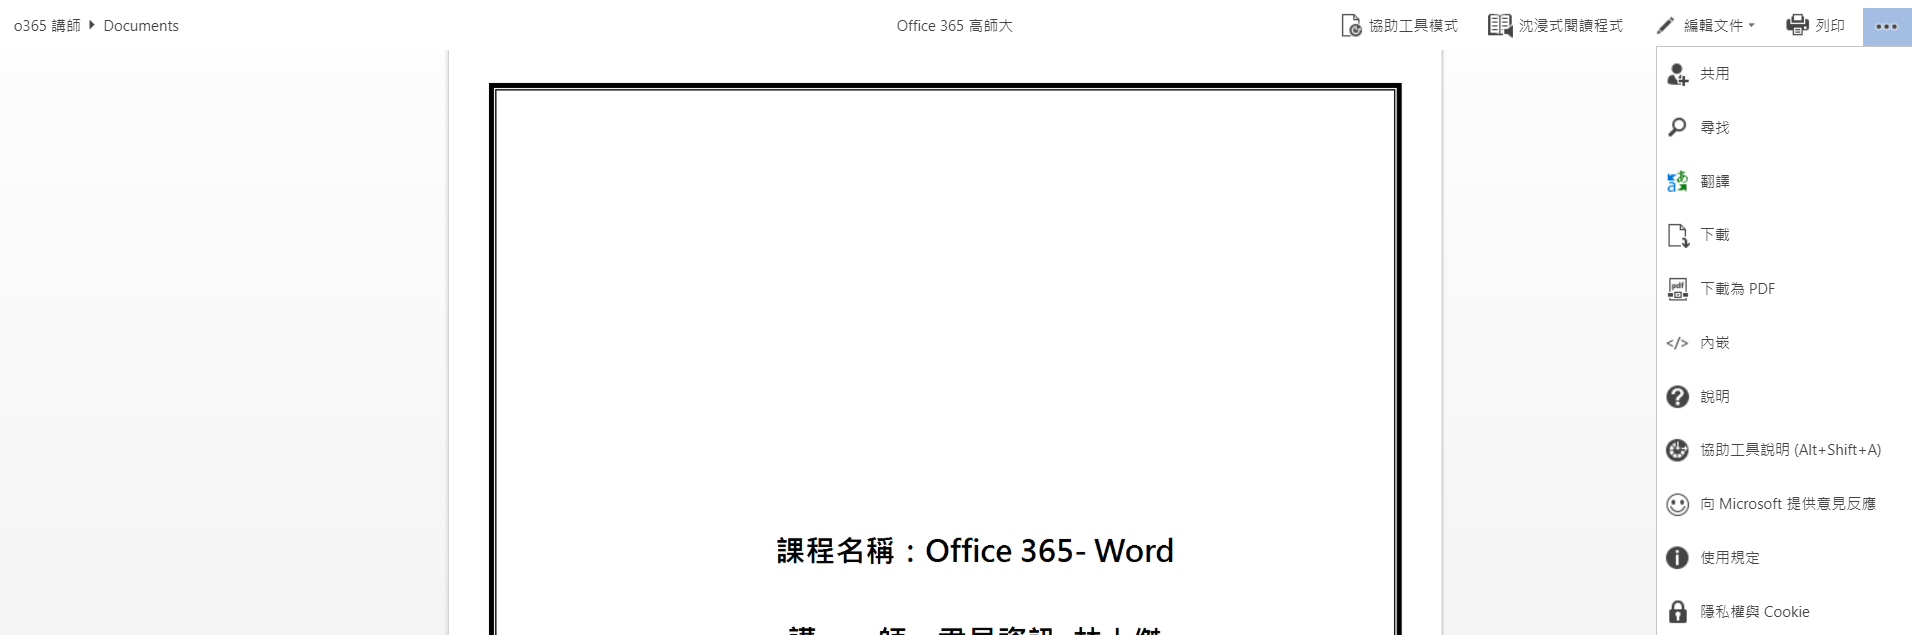 o365 講師 Documents
Office 365 高師大
協助工具模式
沈浸式閱讀程式
編輯文件
列印
共用
尋找
翻譯
下載
下載為 PDF
內嵌
說明
協助工具說明 (Alt+Shift+A)
向 Microsoft 提供意見反應
使用規定
隱私權與 Cookie
課程名稱：Office 365- Word